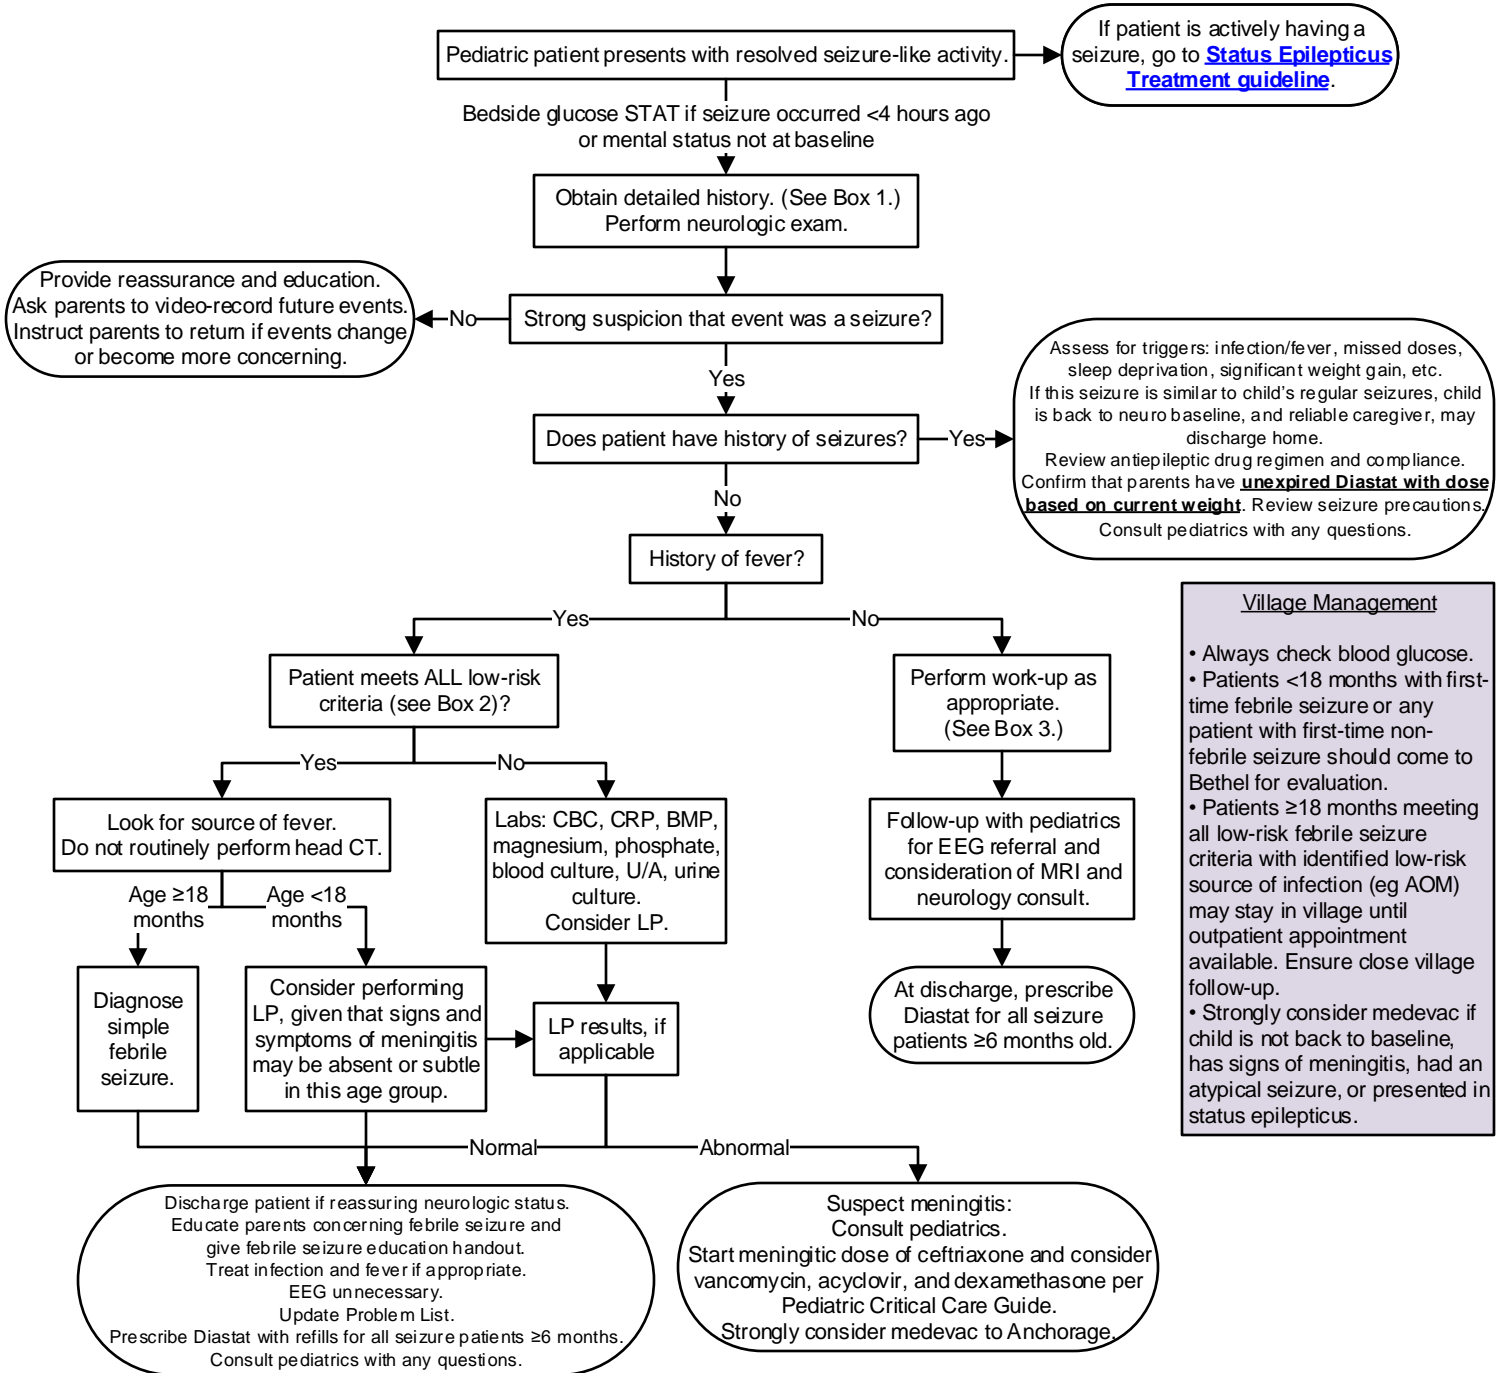 Pediatric patient presents with resolved seizure-like activity.
If patient is actively having a
seizure, go to Status Epilepticus
Treatment guideline.
Bedside glucose STAT if seizure occurred <4 hours ago
or mental status not at baseline
Obtain detailed history. (See Box 1.)
Perform neurologic exam.
Strong suspicion that event was a seizure?
No
Provide reassurance and education.
Ask parents to video-record future events.
Instruct parents to return if events change
or become more concerning.
Yes
Does patient have history of seizures?
Yes
Assess for triggers: infection/fever, missed doses,
sleep deprivation, significant weight gain, etc.
If this seizure is similar to child's regular seizures, child
is back to neuro baseline, and reliable caregiver, may
discharge home.
Review antiepileptic drug regimen and compliance.
Confirm that parents have unexpired Diastat with dose
based on current weight. Review seizure precautions.
Consult pediatrics with any questions.
No
History of fever?
Yes
No
Patient meets ALL low-risk
criteria (see Box 2)?
Perform work-up as
appropriate.
(See Box 3.)
Yes
No
Look for source of fever.
Do not routinely perform head CT.
Labs: CBC, CRP, BMP,
magnesium, phosphate,
blood culture, U/A, urine
culture.
Consider LP.
Follow-up with pediatrics
for EEG referral and
consideration of MRI and
neurology consult.
Age ≥18
months
Age <18
months
Diagnose
simple
febrile
seizure.
Consider performing
LP, given that signs and
symptoms of meningitis
may be absent or subtle
in this age group.
LP results, if
applicable
At discharge, prescribe
Diastat for all seizure
patients ≥6 months old.
Normal
Abnormal
Discharge patient if reassuring neurologic status.
Educate parents concerning febrile seizure and
give febrile seizure education handout.
Treat infection and fever if appropriate.
EEG unnecessary.
Update Problem List.
Prescribe Diastat with refills for all seizure patients ≥6 months.
Consult pediatrics with any questions.
Suspect meningitis:
Consult pediatrics.
Start meningitic dose of ceftriaxone and consider
vancomycin, acyclovir, and dexamethasone per
Pediatric Critical Care Guide.
Strongly consider medevac to Anchorage.
Village Management
• Always check blood glucose.
• Patients <18 months with first-
time febrile seizure or any
patient with first-time non-
febrile seizure should come to
Bethel for evaluation.
• Patients ≥18 months meeting
all low-risk febrile seizure
criteria with identified low-risk
source of infection (eg AOM)
may stay in village until
outpatient appointment
available. Ensure close village
follow-up.
• Strongly consider medevac if
child is not back to baseline,
has signs of meningitis, had an
atypical seizure, or presented in
status epilepticus.